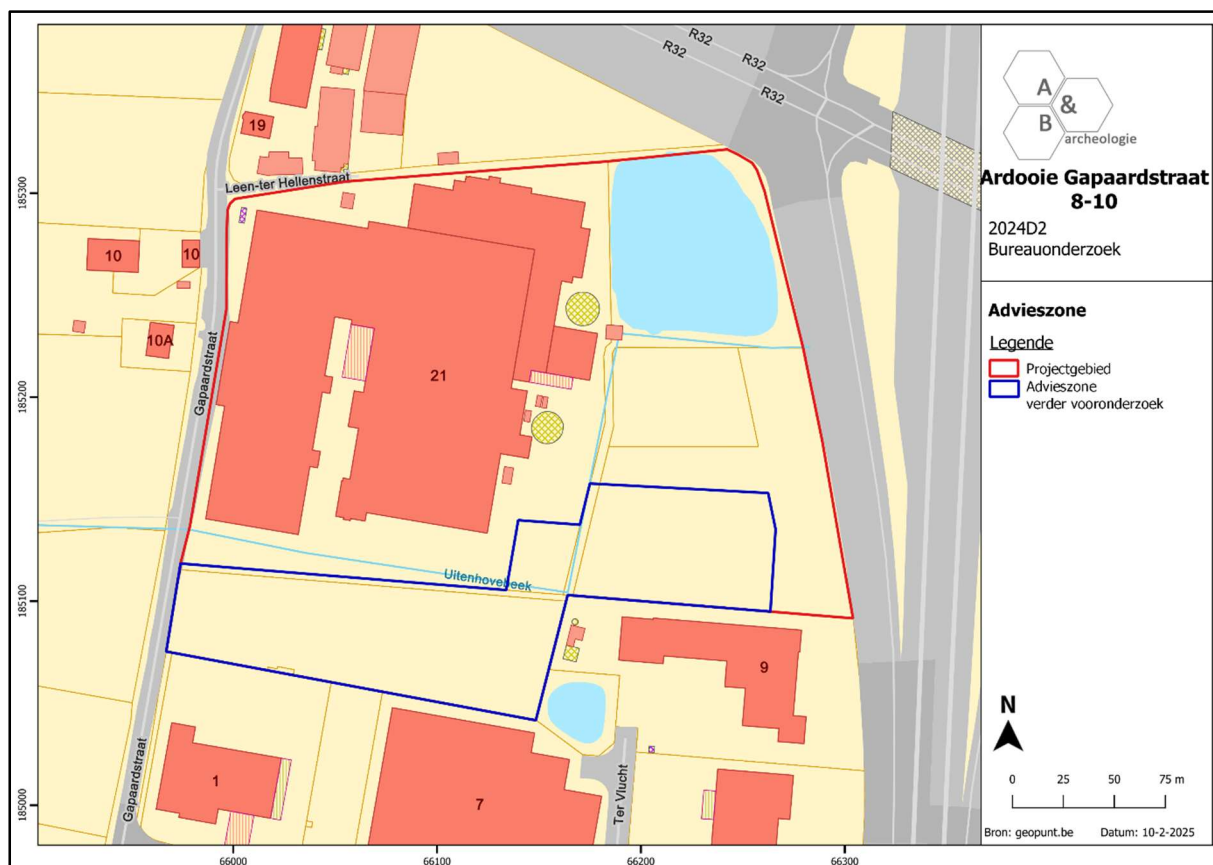 R32
R32
R32
R32
19
Leen-ter Hellenstraat
10
10
10A
Gapaardstraat
21
Uitenhovebeek
9
Gapaardstraat
1
7
Ter Vlucht
185300
185200
185100
185000
66000
66100
66200
66300
A
&
B
archeologie
Ardooie Gapaardstraat
8-10
2024D2
Bureauonderzoek
Advieszone
Legende
Projectgebied
Advieszone
verder vooronderzoek
N
0 25 50 75 m
Bron: geopunt.be Datum: 10-2-2025